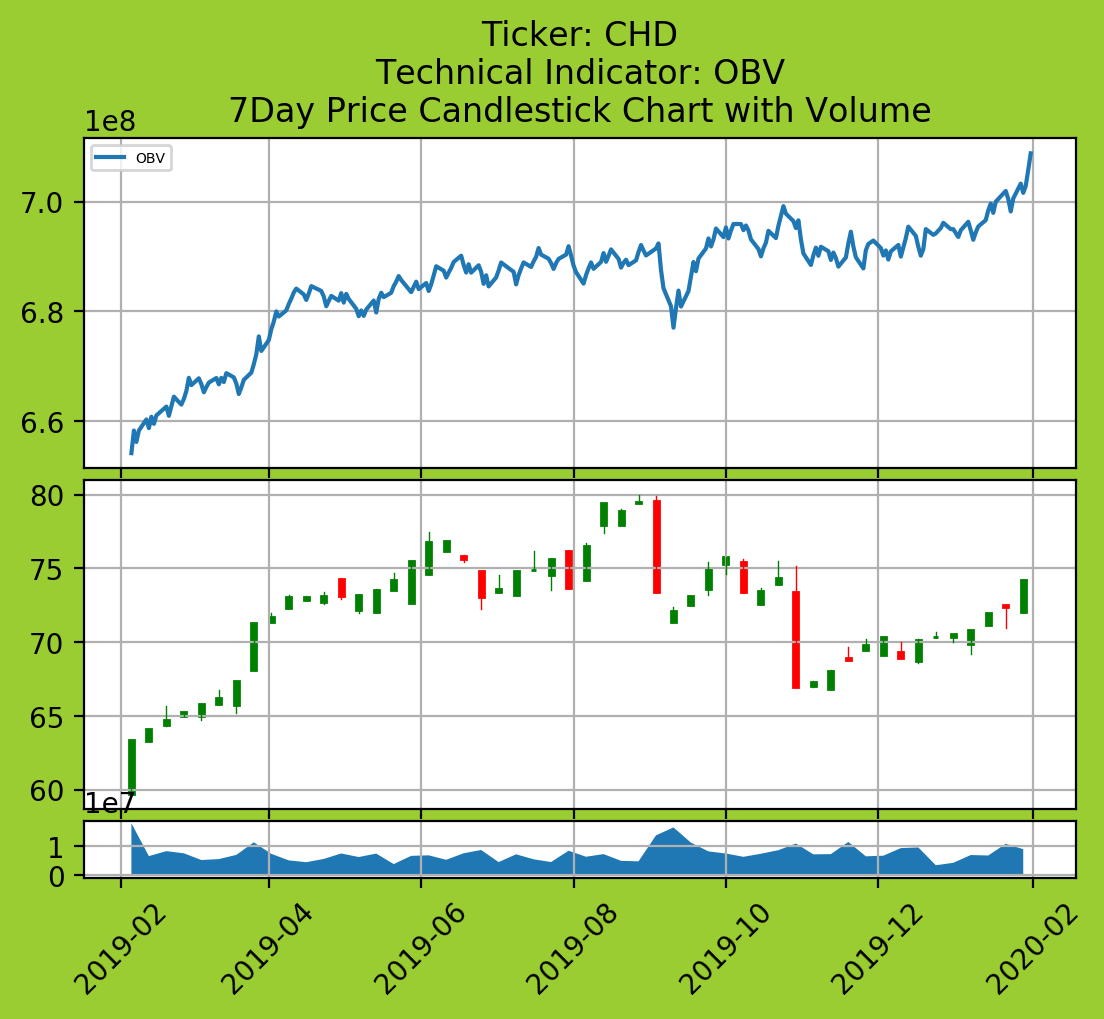 Ticker: CHD
Technical Indicator: OBV
7Day Price Candlestick Chart with Volume
1e8
OBV
7.0
6.8
6.6
80
75
70
65
60
1e7
1
0
2019-02
2019-04
2019-06
2019-08
2019-10
2019-12
2020-02